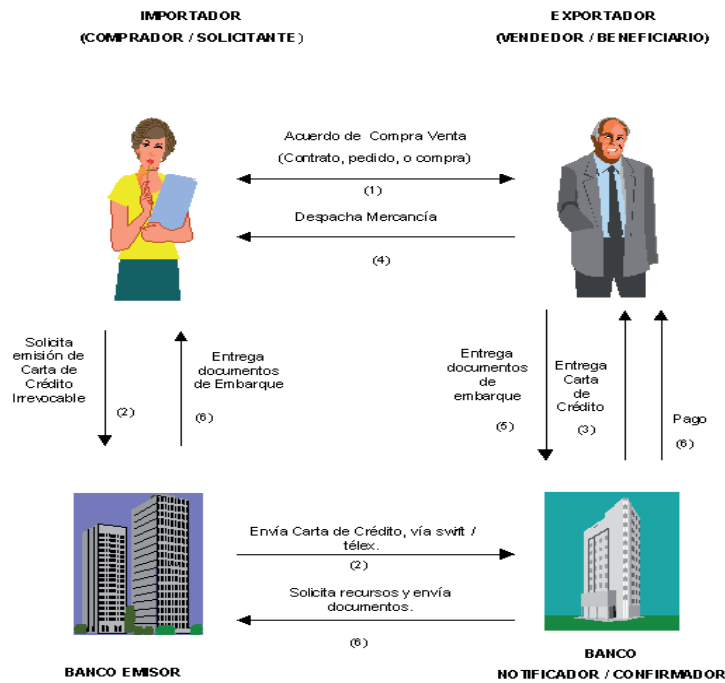 IMPORTADOR
(COMPRADOR / SOLICITANTE)
EXPORTADOR
(VENDEDOR / BENEFICIARIO)
Acuerdo de Compra Venta
(Contrato, pedido, o compra)
(1)
Despacha Mercancía
(4)
Solicita
emisión de
Carta de
Crédito
Irrevocable
(2)
Entrega
documentos
de Embarque
(6)
Entrega
documentos
de
embarque
(5)
Entrega
Carta
de
Crédito
(3)
Pago
(6)
Envía Carta de Crédito, vía swift /
télex.
(2)
Solicita recursos y envía
documentos.
(6)
BANCO EMISOR
BANCO
NOTIFICADOR / CONFIRMADOR